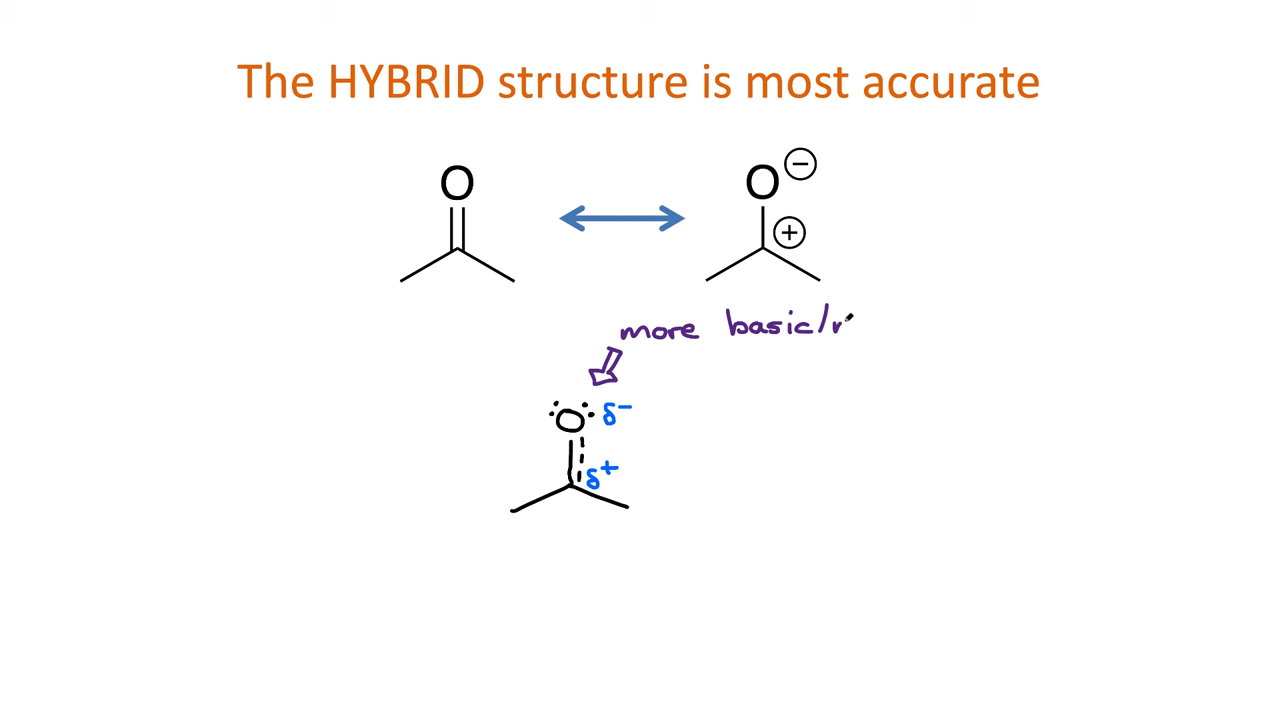 The HYBRID structure is most accurate
O
O −
+
more basic/r
O δ−
δ+